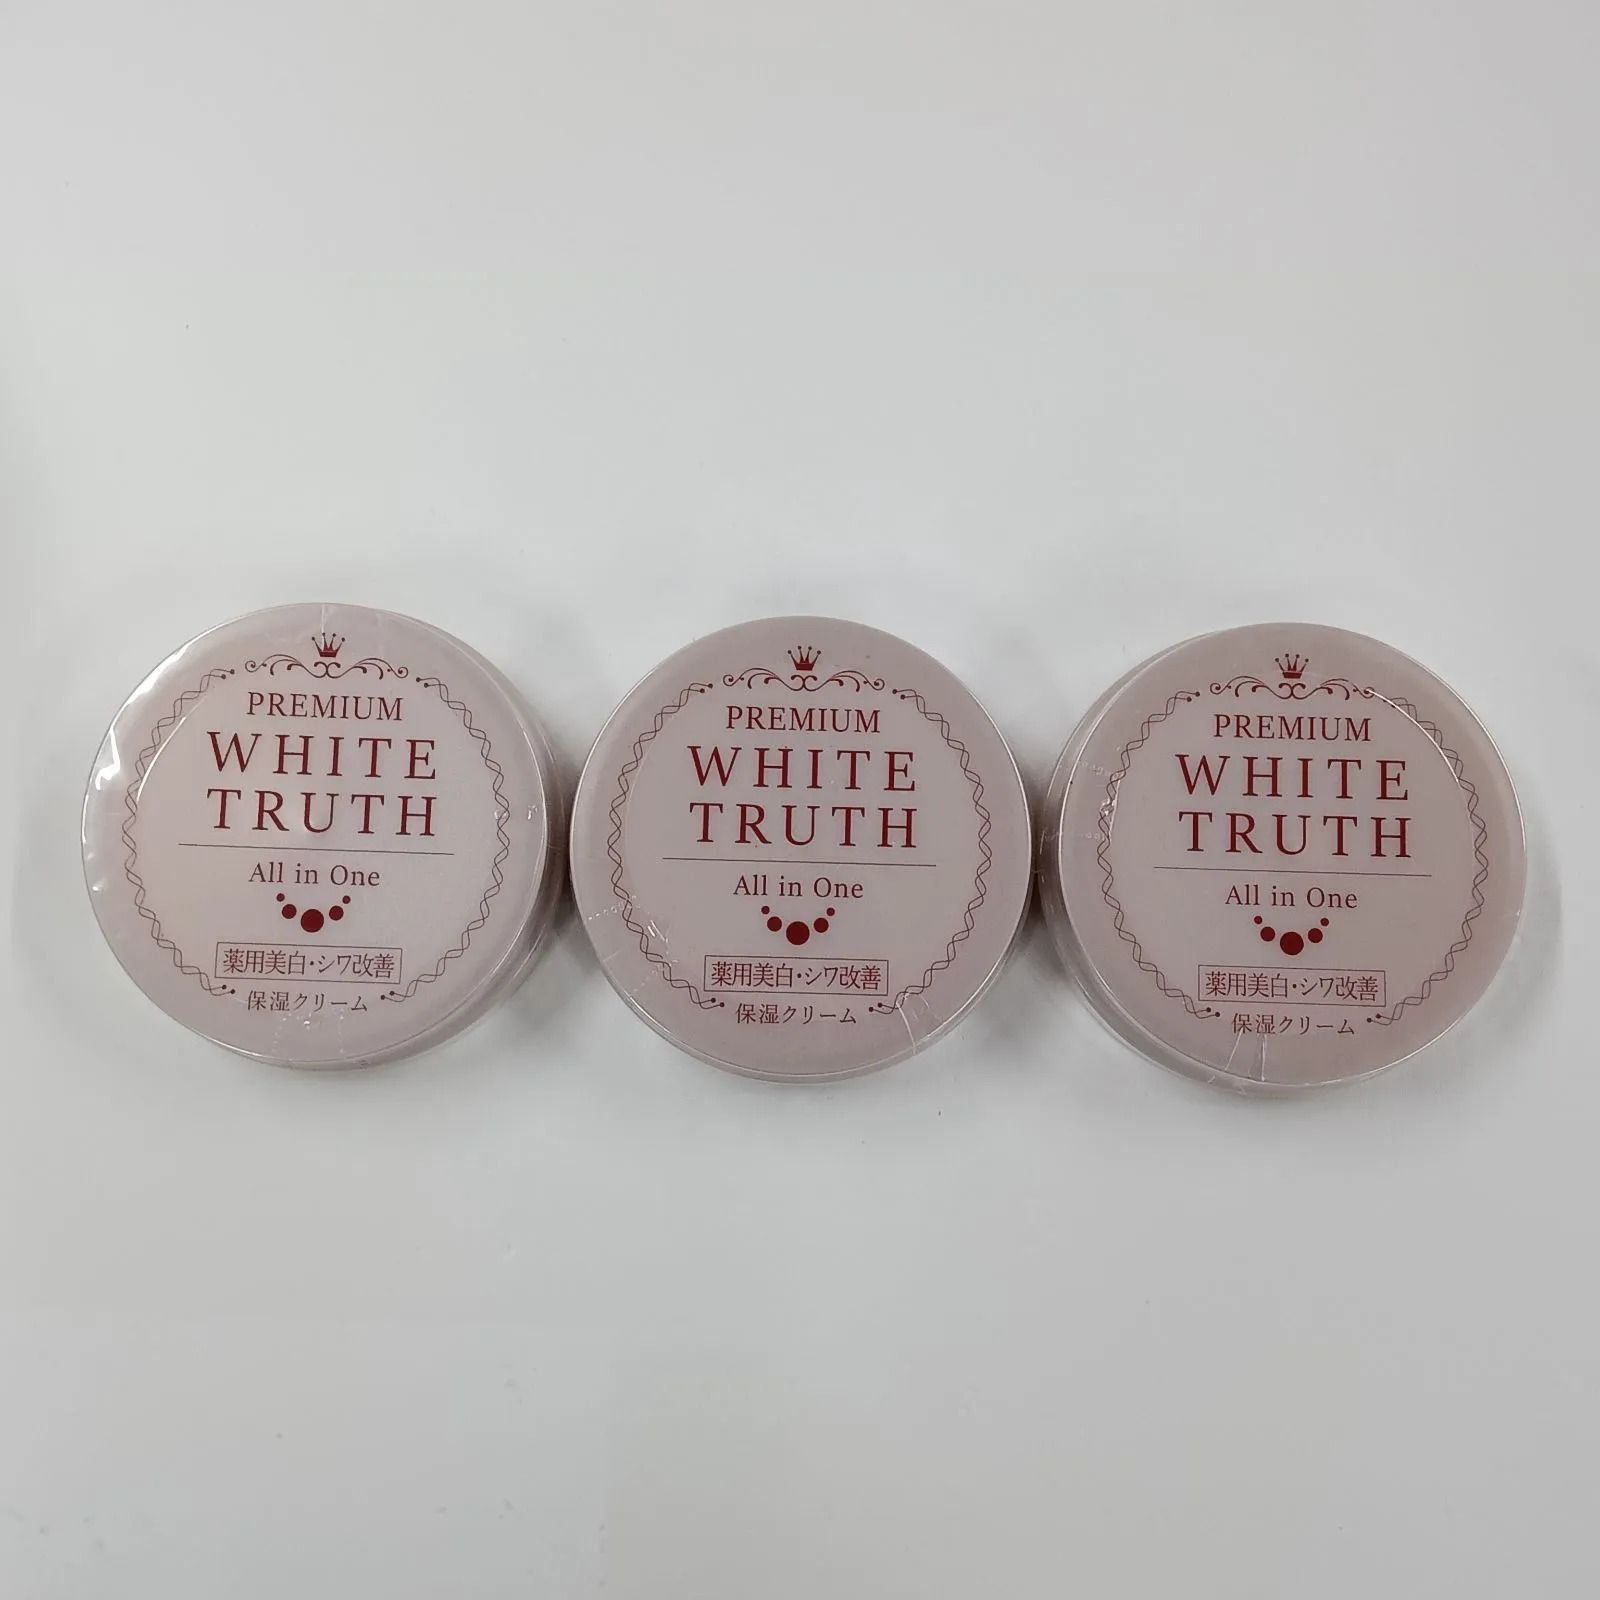 PREMIUM
WHITE
TRUTH
All in One
薬用美白・シワ改善
保湿クリーム
PREMIUM
WHITE
TRUTH
All in One
薬用美白・シワ改善
保湿クリーム
PREMIUM
WHITE
TRUTH
All in One
薬用美白・シワ改善
保湿クリーム